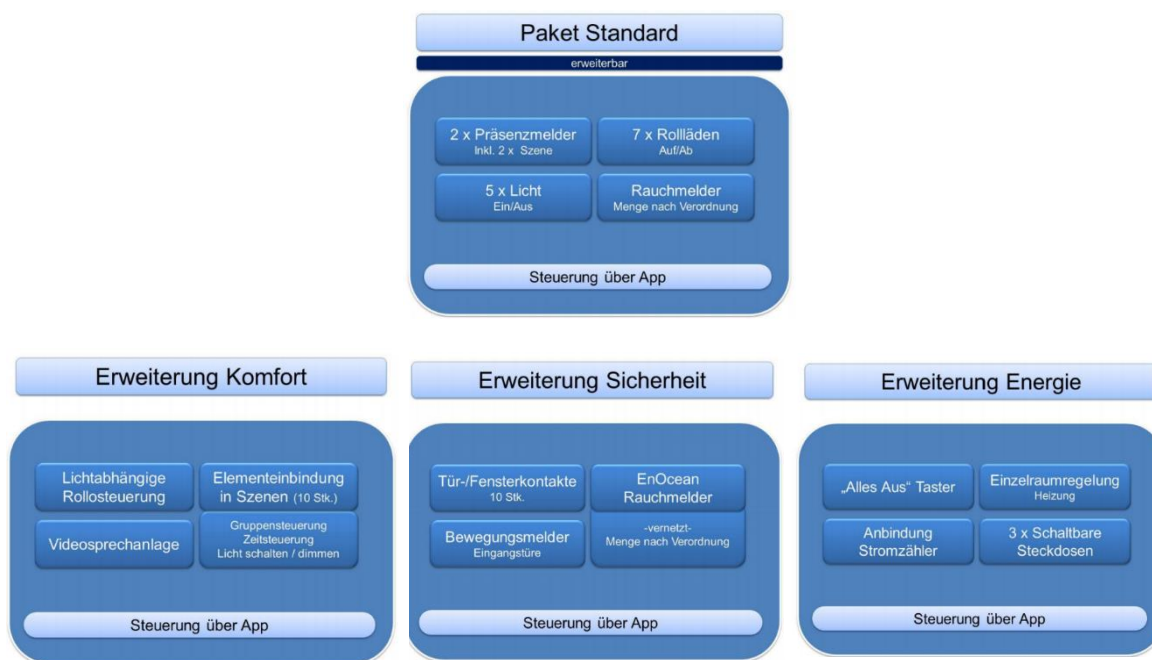 Paket Standard
erweiterbar
2 x Präsenzmelder
Inkl. 2 x Szene
7 x Rollläden
Auf/Ab
5 x Licht
Ein/Aus
Rauchmelder
Menge nach Verordnung
Steuerung über App
Erweiterung Komfort
Lichtabhängige
Rollosteuerung
Elementeinbindung
in Szenen (10 Stk.)
Videosprechanlage
Gruppensteuerung
Zeitsteuerung
Licht schalten / dimmen
Steuerung über App
Erweiterung Sicherheit
Tür-/Fensterkontakte
10 Stk.
EnOcean
Rauchmelder
Bewegungsmelder
Eingangstüre
-vernetzt-
Menge nach Verordnung
Steuerung über App
Erweiterung Energie
„Alles Aus“ Taster
Einzelraumregelung
Heizung
Anbindung
Stromzähler
3 x Schaltbare
Steckdosen
Steuerung über App